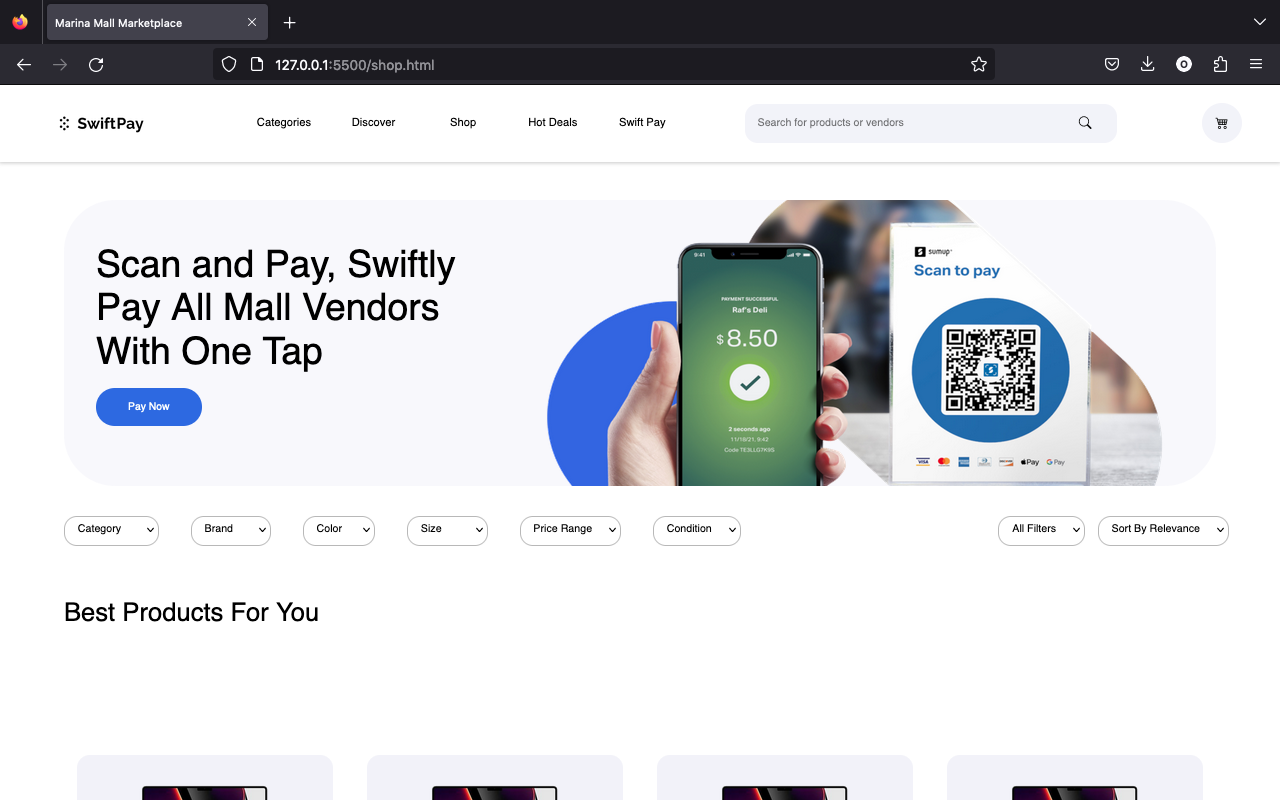 Marina Mall Marketplace
127.0.0.1:5500/shop.html
SwiftPay
Categories
Discover
Shop
Hot Deals
Swift Pay
Search for products or vendors
Scan and Pay, Swiftly
Pay All Mall Vendors
With One Tap
Pay Now
9:41
PAYMENT SUCCESSFUL
Raf's Deli
$8.50
2 seconds ago
11/18/21, 9:42
Code TE3LLO7K9S
sumup
Scan to pay
VISA
Pay
G Pay
Category
Brand
Color
Size
Price Range
Condition
All Filters
Sort By Relevance
Best Products For You